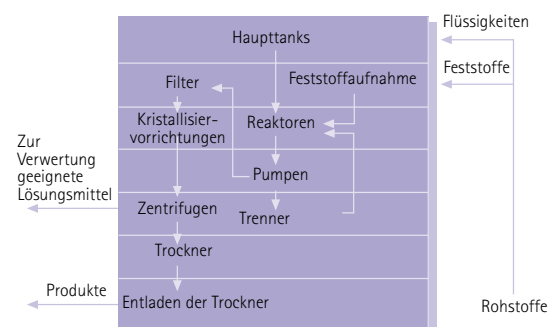 Flüssigkeiten
Haupttanks
Feststoffe
Filter
Feststoffaufnahme
Kristallisier-
vorrichtungen
Reaktoren
Zur
Verwertung
geeignete
Lösungsmittel
Pumpen
Zentrifugen
Trenner
Trockner
Produkte
Entladen der Trockner
Rohstoffe